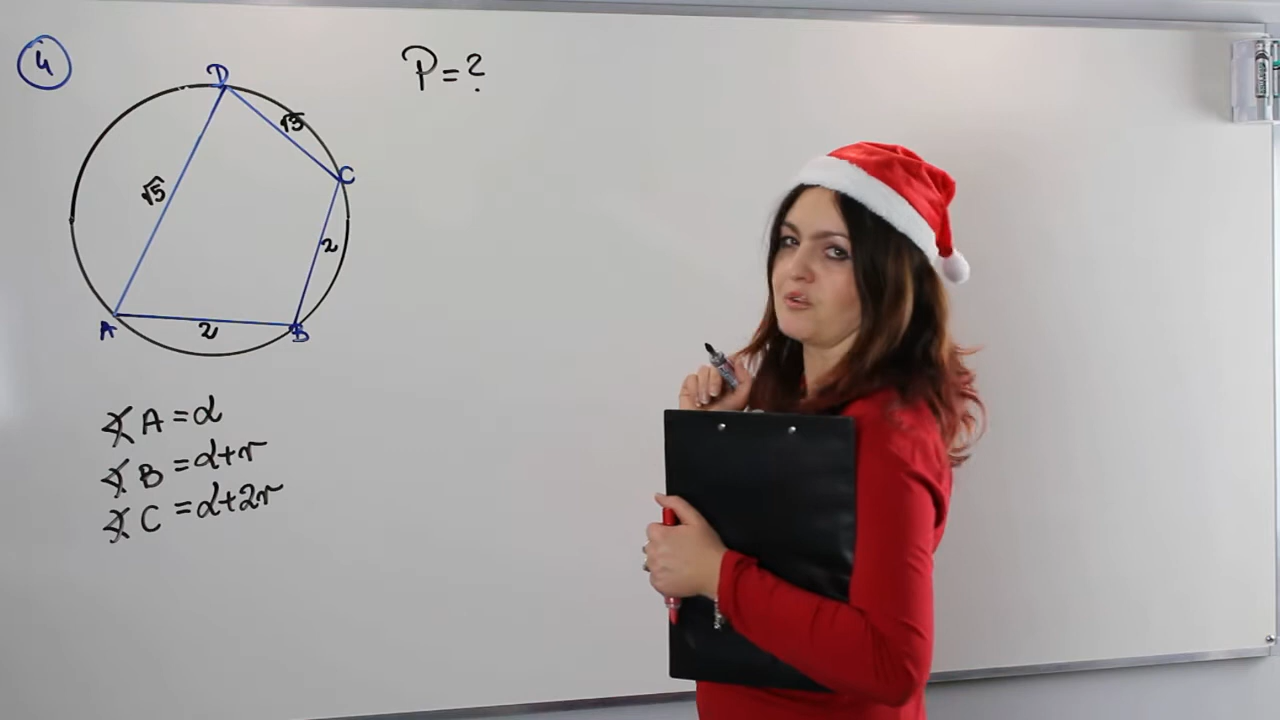 4
P = ?
D
√3
C
√5
2
A
2
B
∡ A = α
∡ B = α+r
∡ C = α+2r